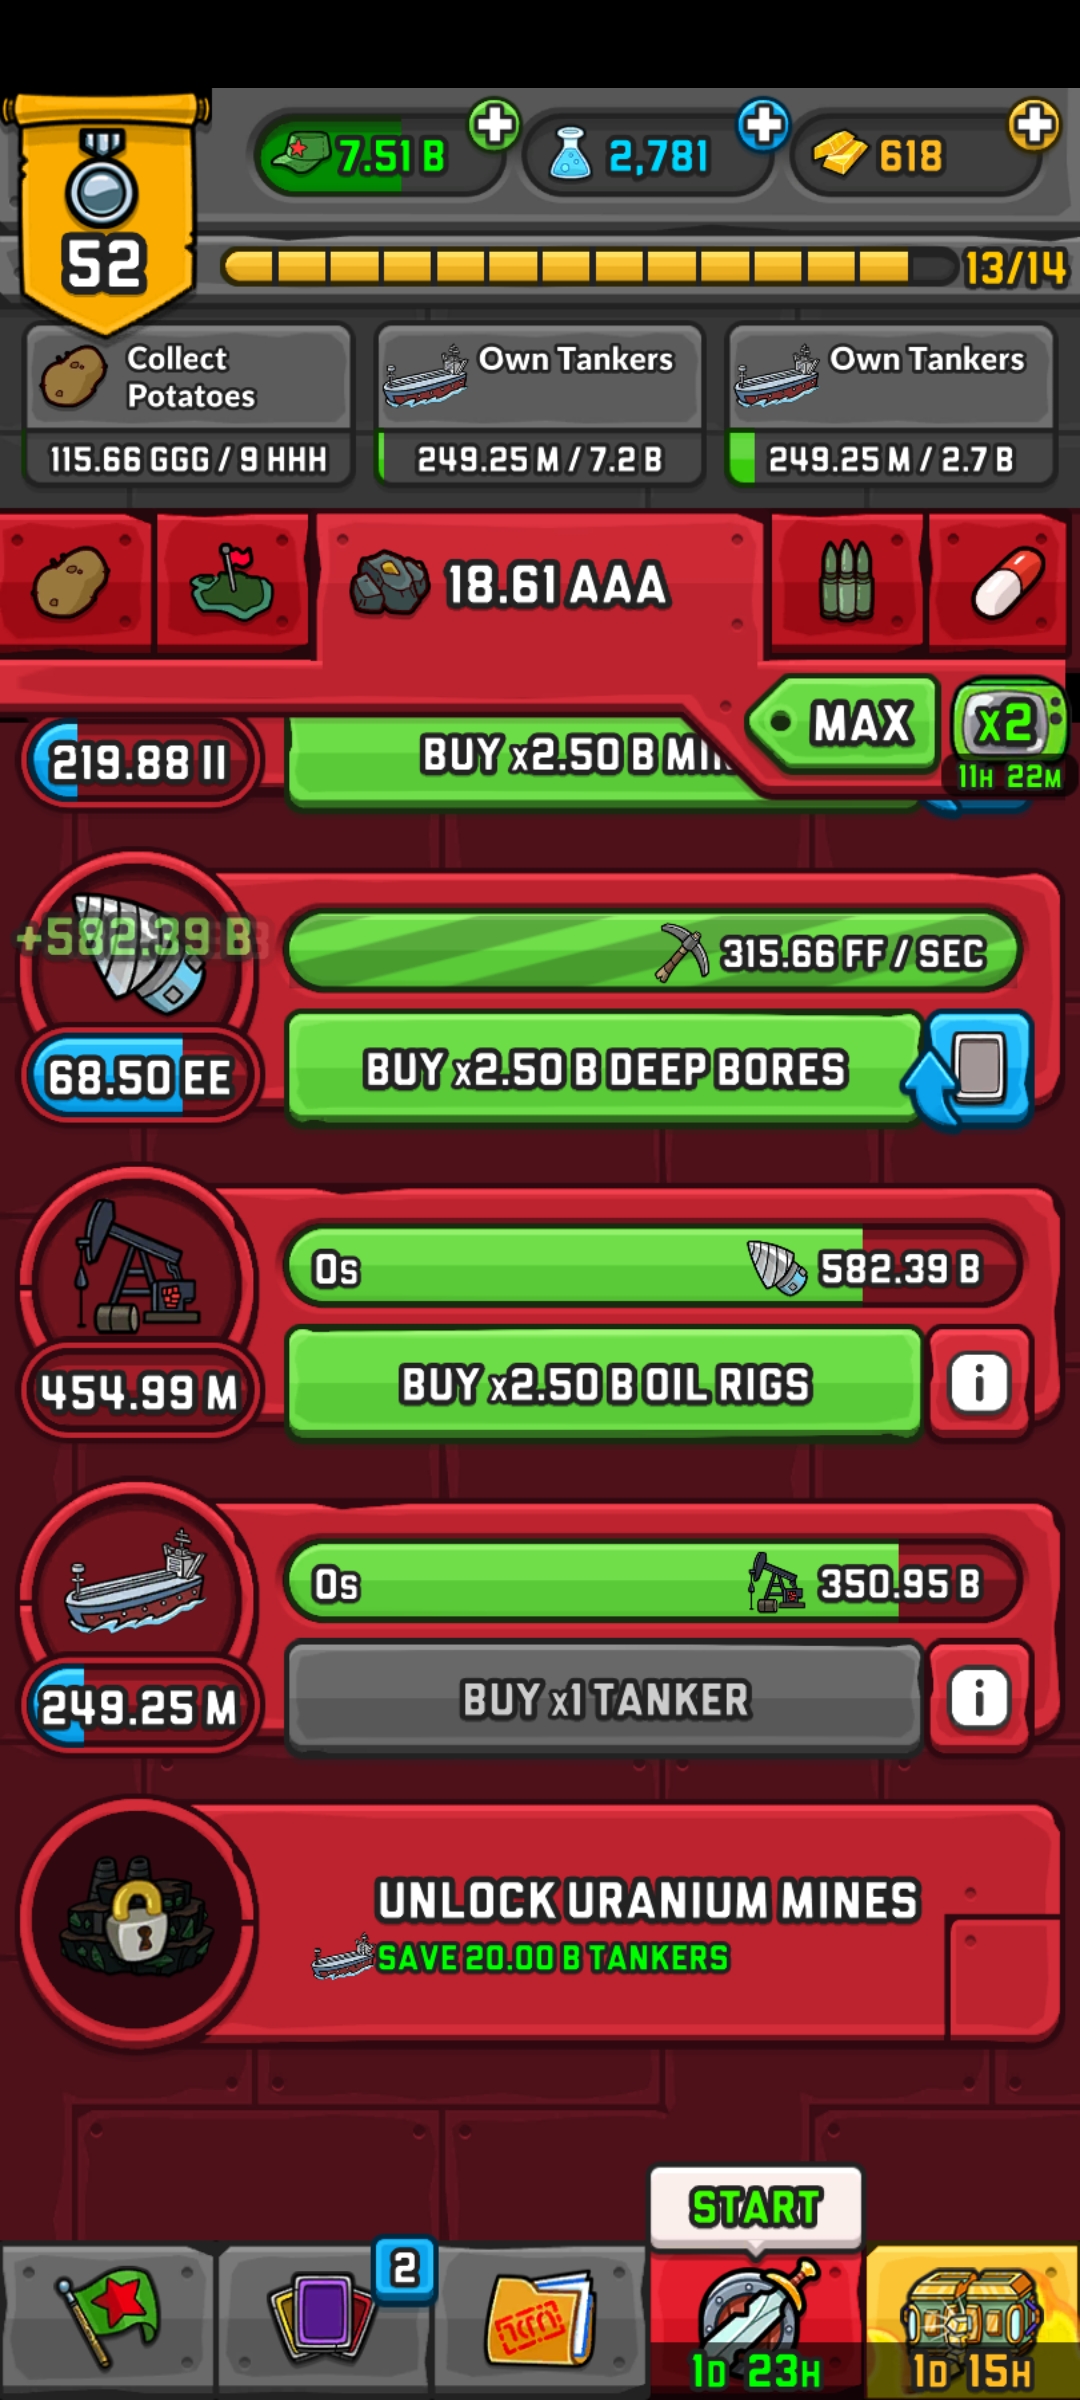 7.51 B
2,781
618
52
13/14
Collect
Potatoes
115.66 GGG / 9 HHH
Own Tankers
249.25 M / 7.2 B
Own Tankers
249.25 M / 2.7 B
18.61 AAA
MAX
x2
11H 22M
219.88 II
BUY x2.50 B
+582.39 B
315.66 FF / SEC
68.50 EE
BUY x2.50 B DEEP BORES
0s
582.39 B
454.99 M
BUY x2.50 B OIL RIGS
i
0s
350.95 B
249.25 M
BUY x1 TANKER
i
UNLOCK URANIUM MINES
SAVE 20.00 B TANKERS
START
2
1D 23H
1D 15H